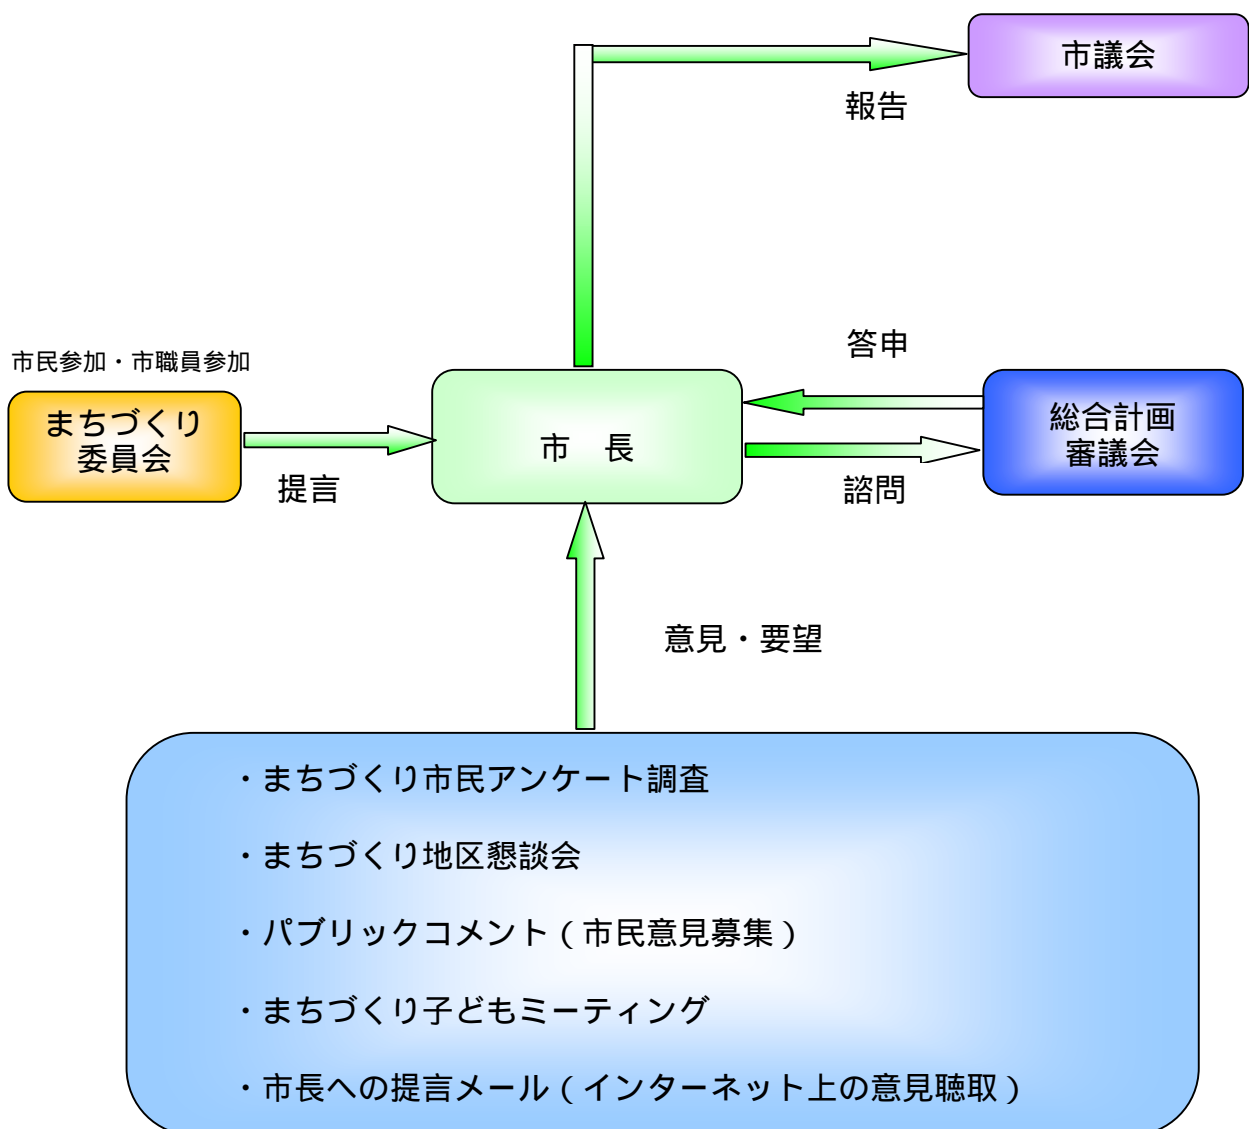 市議会
報告
答申
市民参加・市職員参加
まちづくり
委員会
提言
市　長
総合計画
審議会
諮問
意見・要望
・まちづくり市民アンケート調査
・まちづくり地区懇談会
・パブリックコメント（市民意見募集）
・まちづくり子どもミーティング
・市長への提言メール（インターネット上の意見聴取）